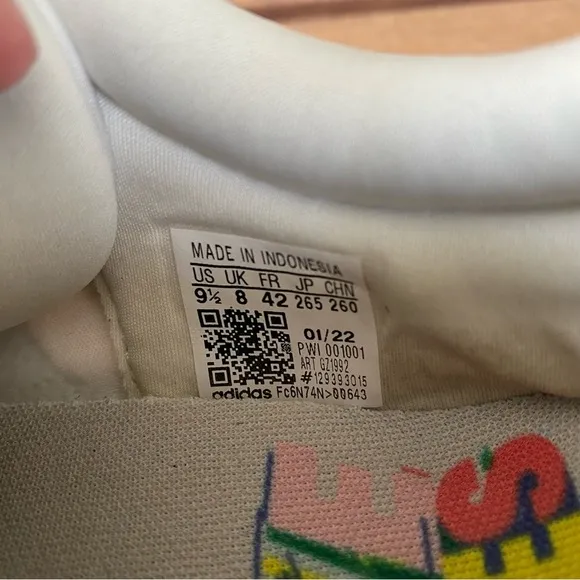 MADE IN INDONESIA
US UK FR JP CHN
9½ 8 42 265 260
01/22
PWI 001001
ART GZ1992
#129393015
adidas Fc6N74N>00643
ES